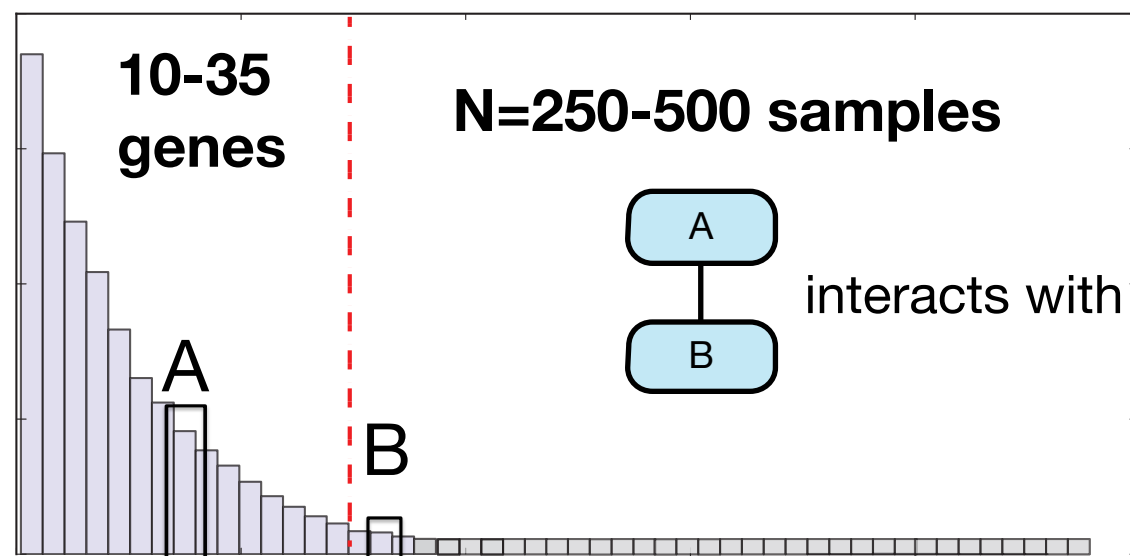 10-35
genes
N=250-500 samples
A
interacts with
B
A
B